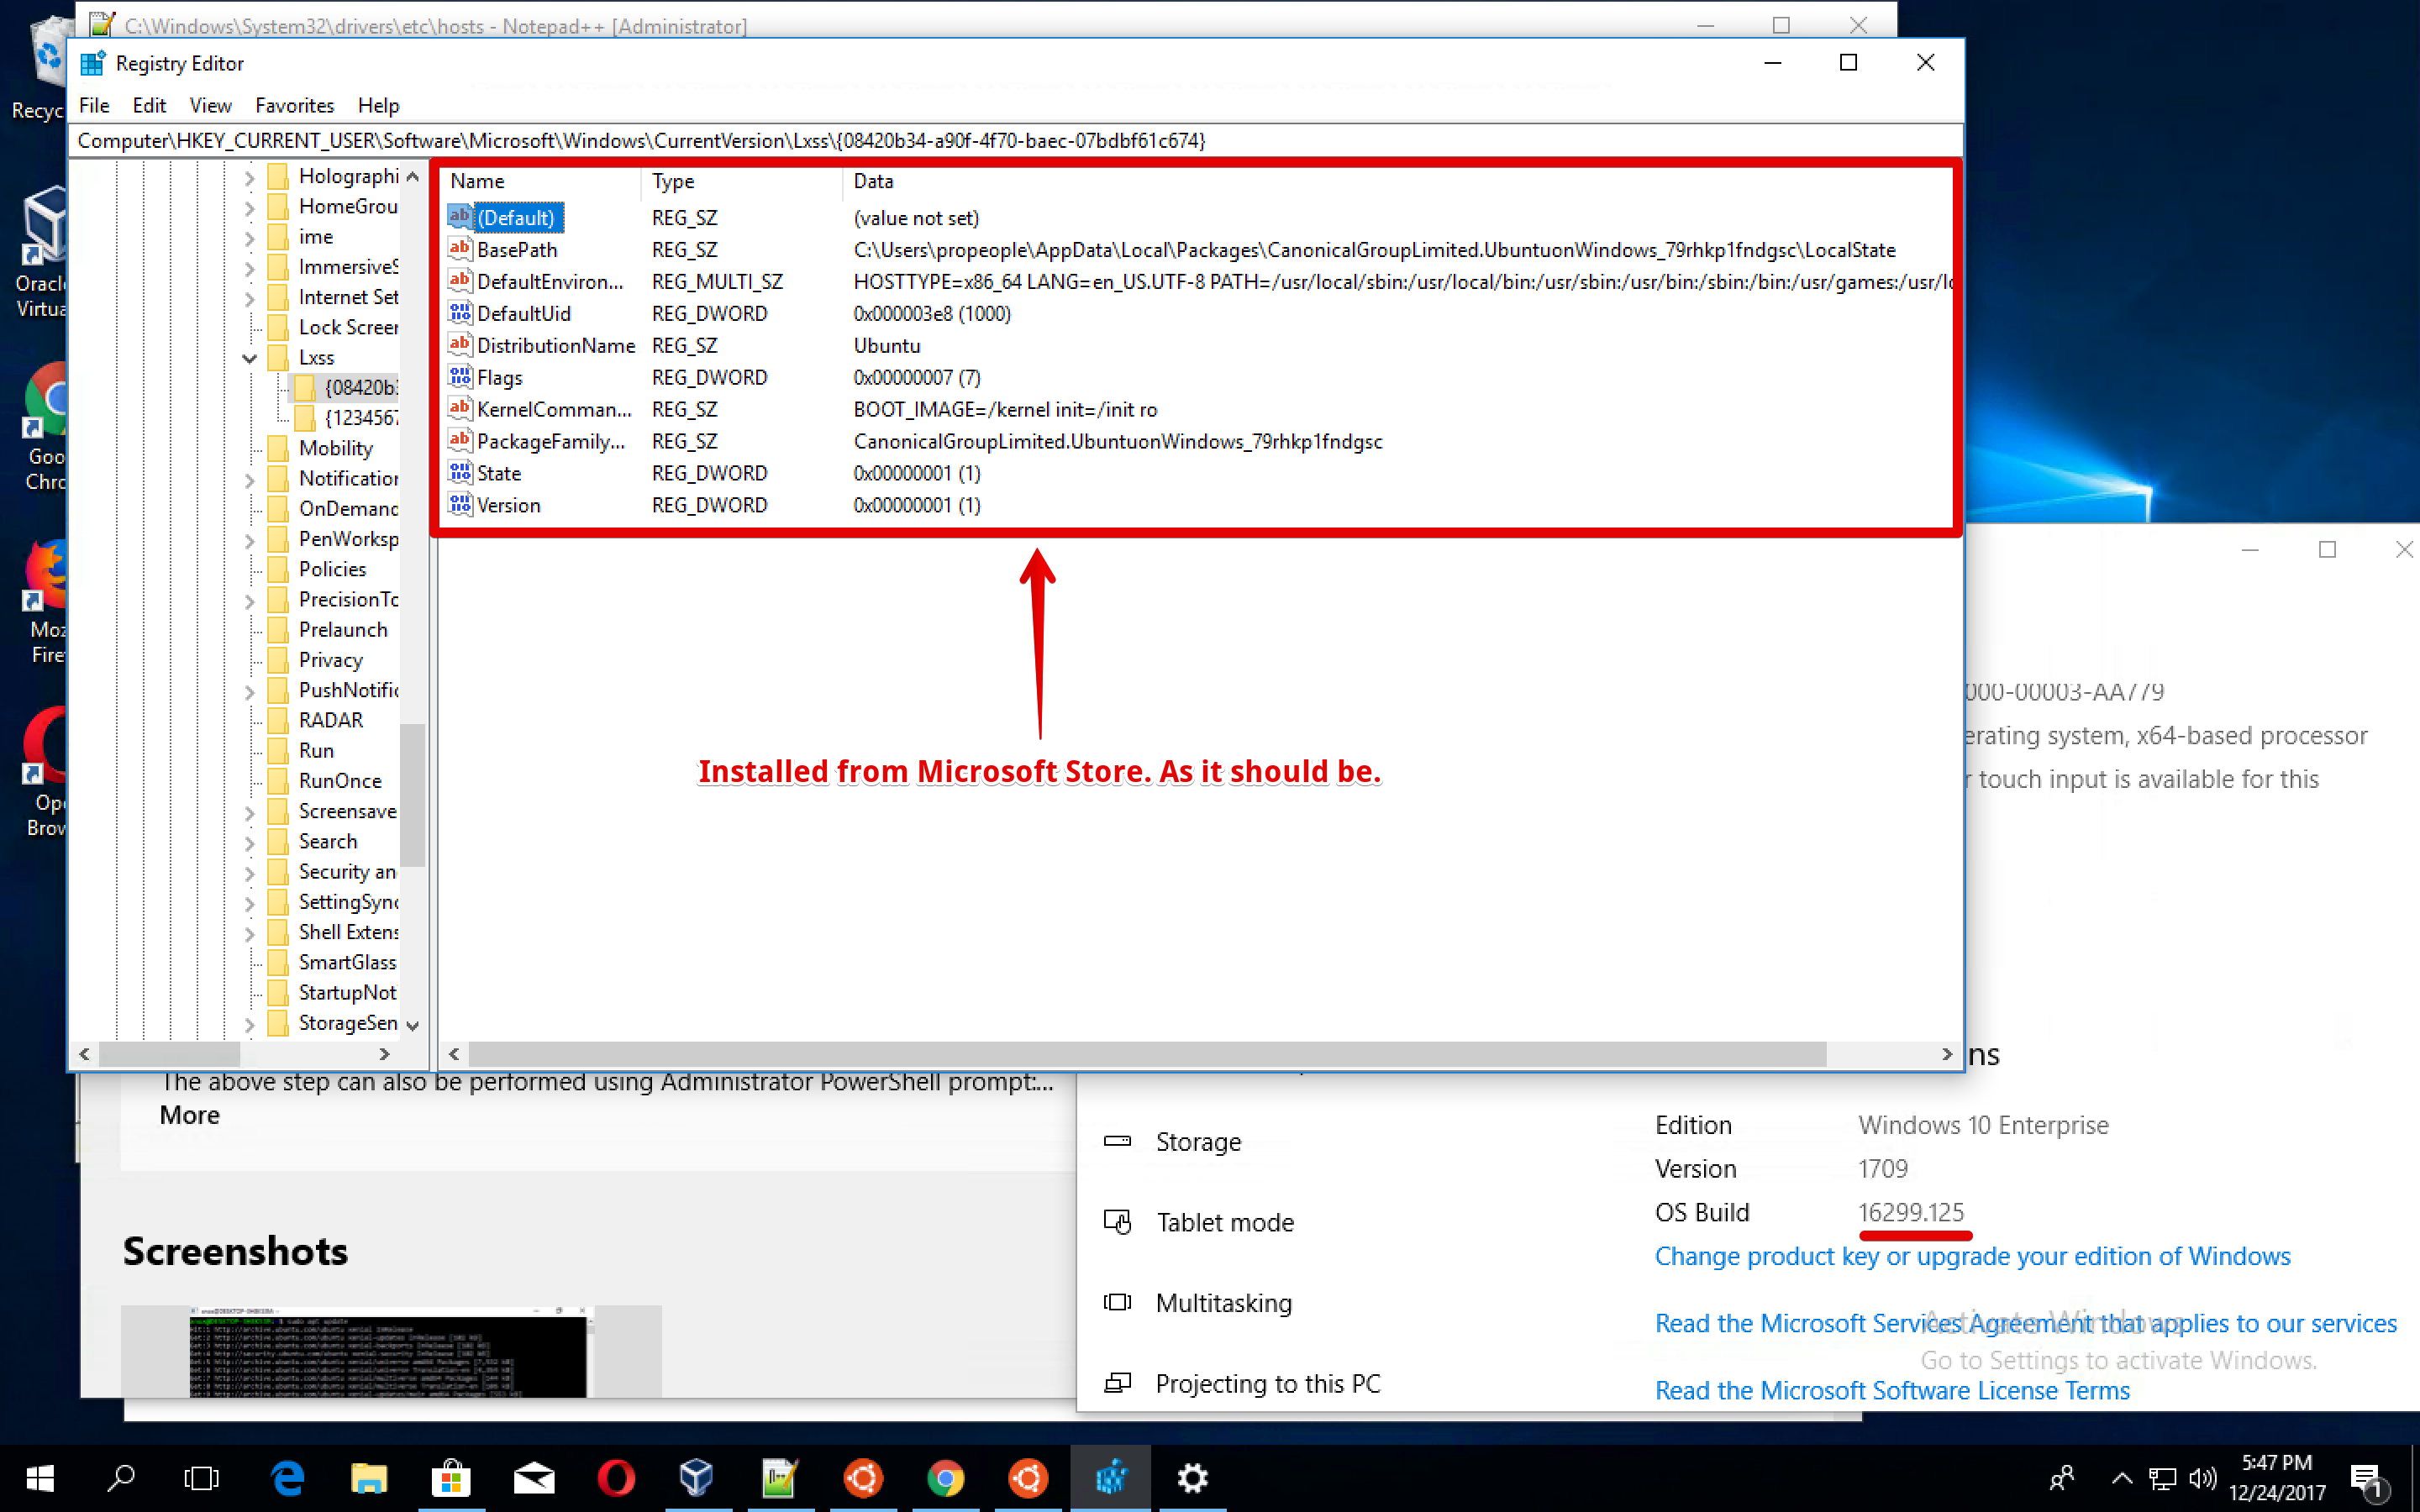 C:\Windows\System32\drivers\etc\hosts - Notepad++ [Administrator]
Registry Editor
File Edit View Favorites Help
Computer\HKEY_CURRENT_USER\Software\Microsoft\Windows\CurrentVersion\Lxss\{08420b34-a90f-4f70-baec-07bdbf61c674}
Recyc
Oracl
Virtua
Goo
Chro
Moz
Fire
Ope
Brow
Holographi
HomeGrou
ime
ImmersiveS
Internet Set
Lock Screen
Lxss
{08420b3
{1234567
Mobility
Notification
OnDemand
PenWorksp
Policies
PrecisionTo
Prelaunch
Privacy
PushNotific
RADAR
Run
RunOnce
Screensave
Search
Security an
SettingSync
Shell Extens
SmartGlass
StartupNot
StorageSen
Name Type Data
(Default) REG_SZ (value not set)
BasePath REG_SZ C:\Users\propeople\AppData\Local\Packages\CanonicalGroupLimited.UbuntuonWindows_79rhkp1fndgsc\LocalState
DefaultEnviron... REG_MULTI_SZ HOSTTYPE=x86_64 LANG=en_US.UTF-8 PATH=/usr/local/sbin:/usr/local/bin:/usr/sbin:/usr/bin:/sbin:/bin:/usr/games:/usr/lo
DefaultUid REG_DWORD 0x000003e8 (1000)
DistributionName REG_SZ Ubuntu
Flags REG_DWORD 0x00000007 (7)
KernelComman... REG_SZ BOOT_IMAGE=/kernel init=/init ro
PackageFamily... REG_SZ CanonicalGroupLimited.UbuntuonWindows_79rhkp1fndgsc
State REG_DWORD 0x00000001 (1)
Version REG_DWORD 0x00000001 (1)
Installed from Microsoft Store. As it should be.
000-00003-AA779
erating system, x64-based processor
r touch input is available for this
ns
The above step can also be performed using Administrator PowerShell prompt:...
More
Screenshots
Storage
Tablet mode
Multitasking
Projecting to this PC
Edition Windows 10 Enterprise
Version 1709
OS Build 16299.125
Change product key or upgrade your edition of Windows
Read the Microsoft Services Agreement that applies to our services
Activate Windows
Go to Settings to activate Windows.
Read the Microsoft Software License Terms
5:47 PM
12/24/2017
1